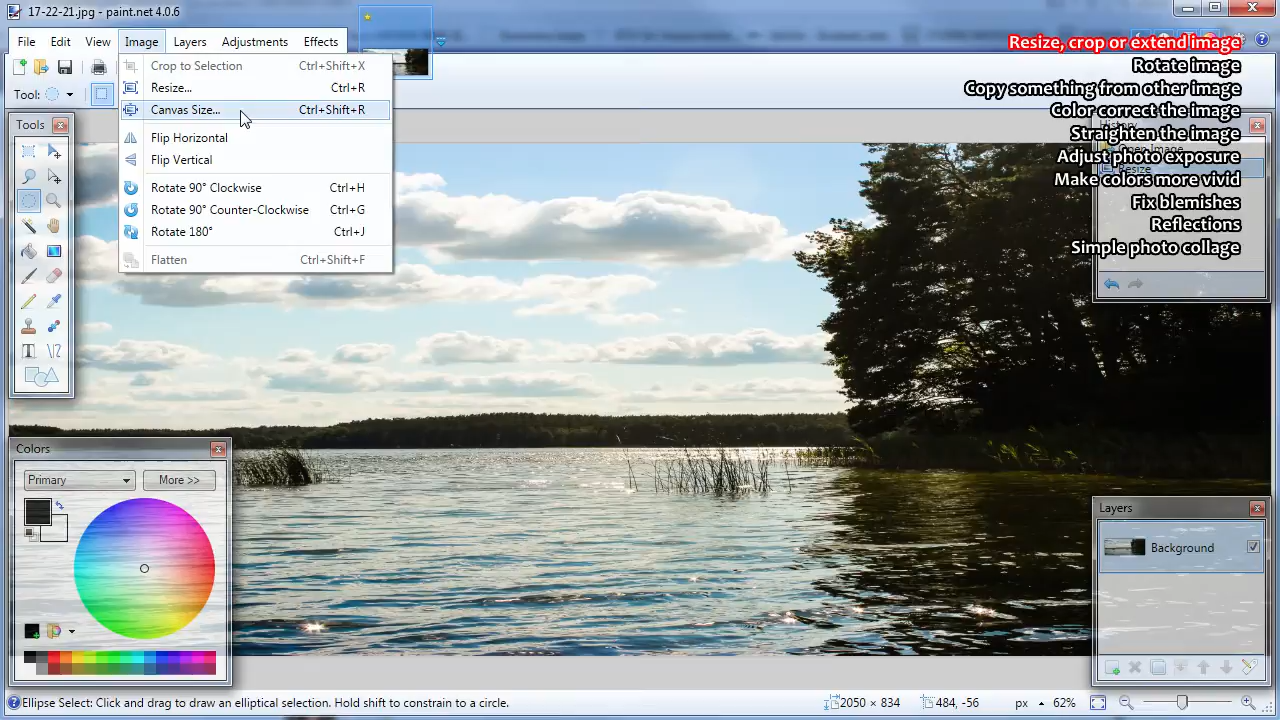 17-22-21.jpg - paint.net 4.0.6
File Edit View Image Layers Adjustments Effects
Tool:
Crop to Selection Ctrl+Shift+X
Resize... Ctrl+R
Canvas Size... Ctrl+Shift+R
Flip Horizontal
Flip Vertical
Rotate 90° Clockwise Ctrl+H
Rotate 90° Counter-Clockwise Ctrl+G
Rotate 180° Ctrl+J
Flatten Ctrl+Shift+F
Resize, crop or extend image
Rotate image
Copy something from other image
Color correct the image
Straighten the image
Adjust photo exposure
Make colors more vivid
Fix blemishes
Reflections
Simple photo collage
Tools
History
Open Image
Resize
Colors
Primary More >>
Layers
Background
Ellipse Select: Click and drag to draw an elliptical selection. Hold shift to constrain to a circle. 2050 × 834 484, -56 px 62%